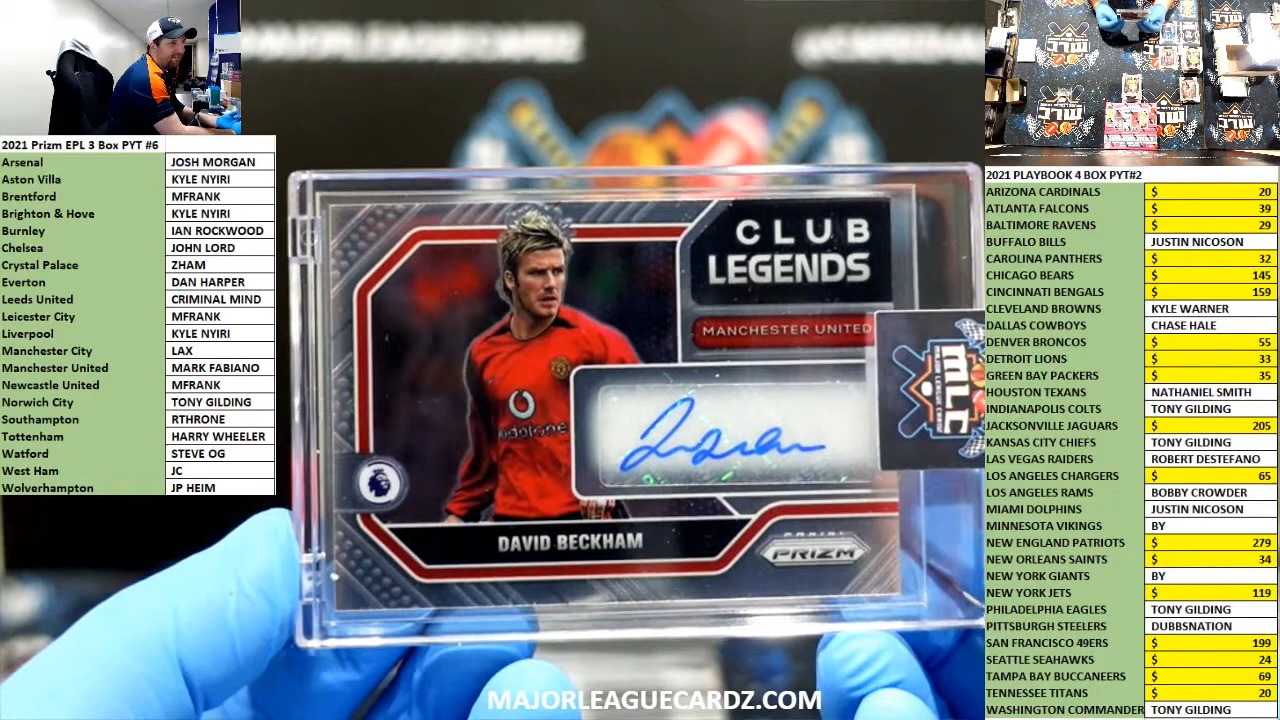 2021 Prizm EPL 3 Box PYT #6
Arsenal JOSH MORGAN
Aston Villa KYLE NYIRI
Brentford MFRANK
Brighton & Hove KYLE NYIRI
Burnley IAN ROCKWOOD
Chelsea JOHN LORD
Crystal Palace ZHAM
Everton DAN HARPER
Leeds United CRIMINAL MIND
Leicester City MFRANK
Liverpool KYLE NYIRI
Manchester City LAX
Manchester United MARK FABIANO
Newcastle United MFRANK
Norwich City TONY GILDING
Southampton RTHRONE
Tottenham HARRY WHEELER
Watford STEVE OG
West Ham JC
Wolverhampton JP HEIM
CLUB
LEGENDS
MANCHESTER UNITED
vodafone
DAVID BECKHAM
PANINI
PRIZM
MLC
MAJORLEAGUECARDZ.COM
2021 PLAYBOOK 4 BOX PYT#2
ARIZONA CARDINALS $ 20
ATLANTA FALCONS $ 39
BALTIMORE RAVENS $ 29
BUFFALO BILLS JUSTIN NICOSON
CAROLINA PANTHERS $ 32
CHICAGO BEARS $ 145
CINCINNATI BENGALS $ 159
CLEVELAND BROWNS KYLE WARNER
DALLAS COWBOYS CHASE HALE
DENVER BRONCOS $ 55
DETROIT LIONS $ 33
GREEN BAY PACKERS $ 35
HOUSTON TEXANS NATHANIEL SMITH
INDIANAPOLIS COLTS TONY GILDING
JACKSONVILLE JAGUARS $ 205
KANSAS CITY CHIEFS TONY GILDING
LAS VEGAS RAIDERS ROBERT DESTEFANO
LOS ANGELES CHARGERS $ 65
LOS ANGELES RAMS BOBBY CROWDER
MIAMI DOLPHINS JUSTIN NICOSON
MINNESOTA VIKINGS BY
NEW ENGLAND PATRIOTS $ 279
NEW ORLEANS SAINTS $ 34
NEW YORK GIANTS BY
NEW YORK JETS $ 119
PHILADELPHIA EAGLES TONY GILDING
PITTSBURGH STEELERS DUBBSNATION
SAN FRANCISCO 49ERS $ 199
SEATTLE SEAHAWKS $ 24
TAMPA BAY BUCCANEERS $ 69
TENNESSEE TITANS $ 20
WASHINGTON COMMANDER TONY GILDING